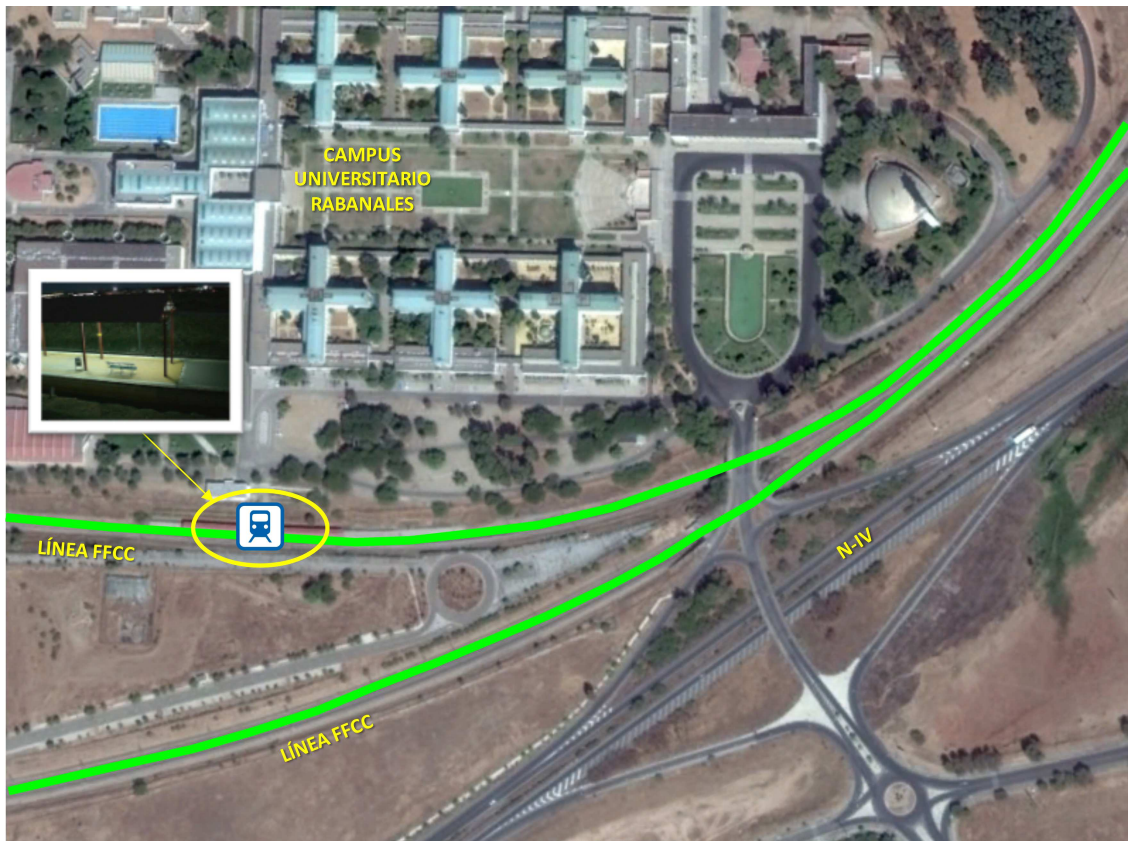 CAMPUS
UNIVERSITARIO
RABANALES
LÍNEA FFCC
N-IV
LÍNEA FFCC